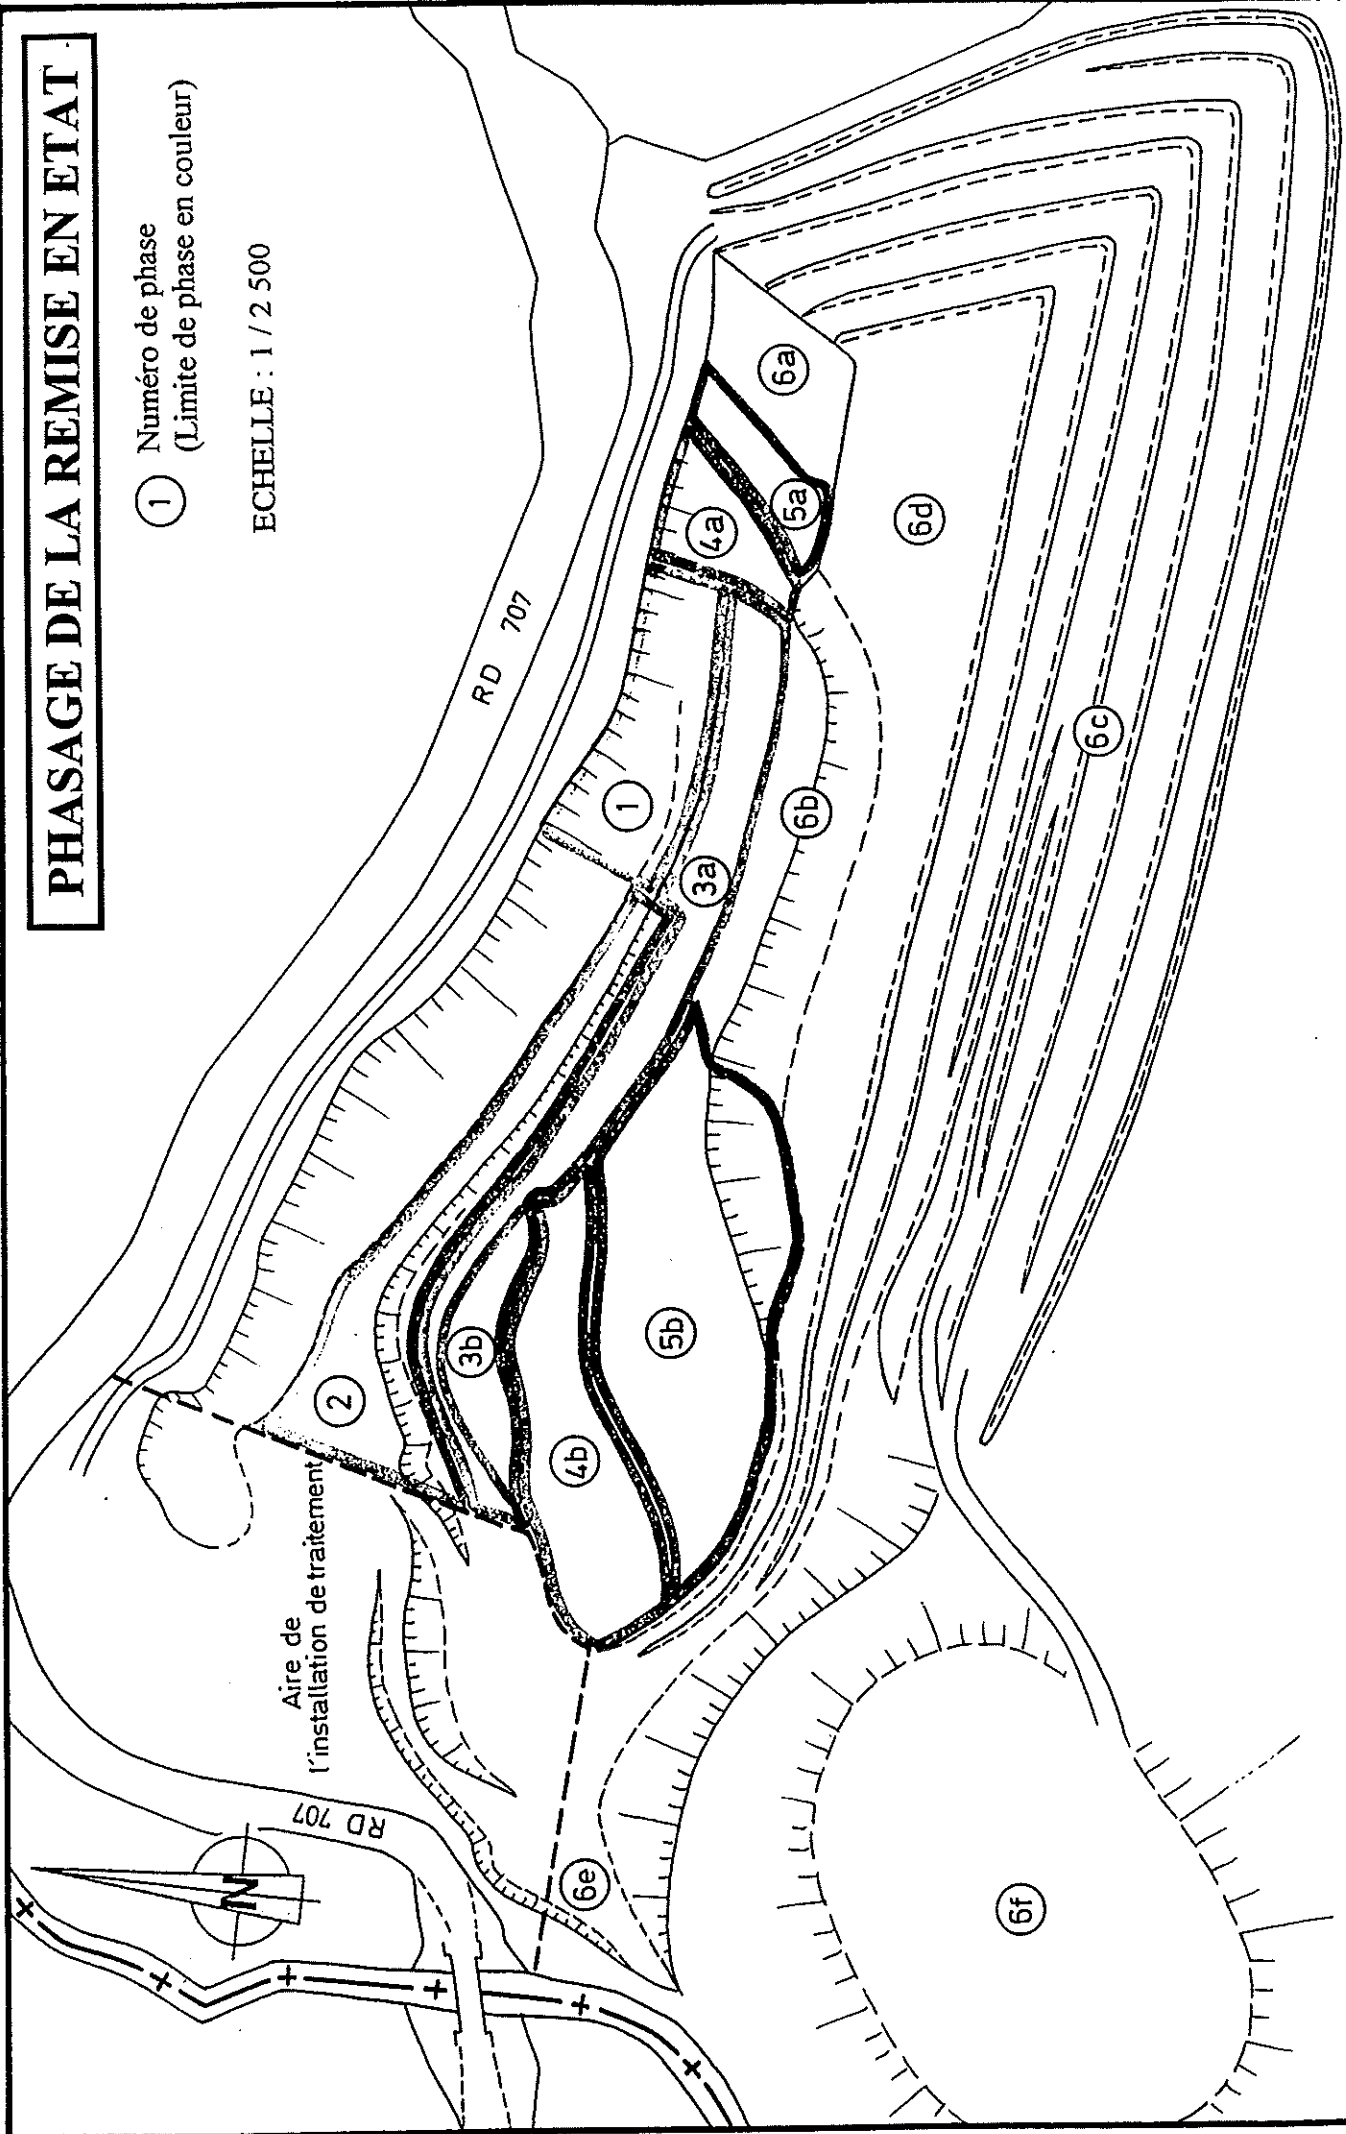 PHASAGE DE LA REMISE EN ETAT
1 Numéro de phase
(Limite de phase en couleur)
ECHELLE : 1 / 2 500
RD 707
Aire de
l'installation de traitement
RD 707
N
1
2
3a
3b
4a
4b
5a
5b
6a
6b
6c
6d
6e
6f